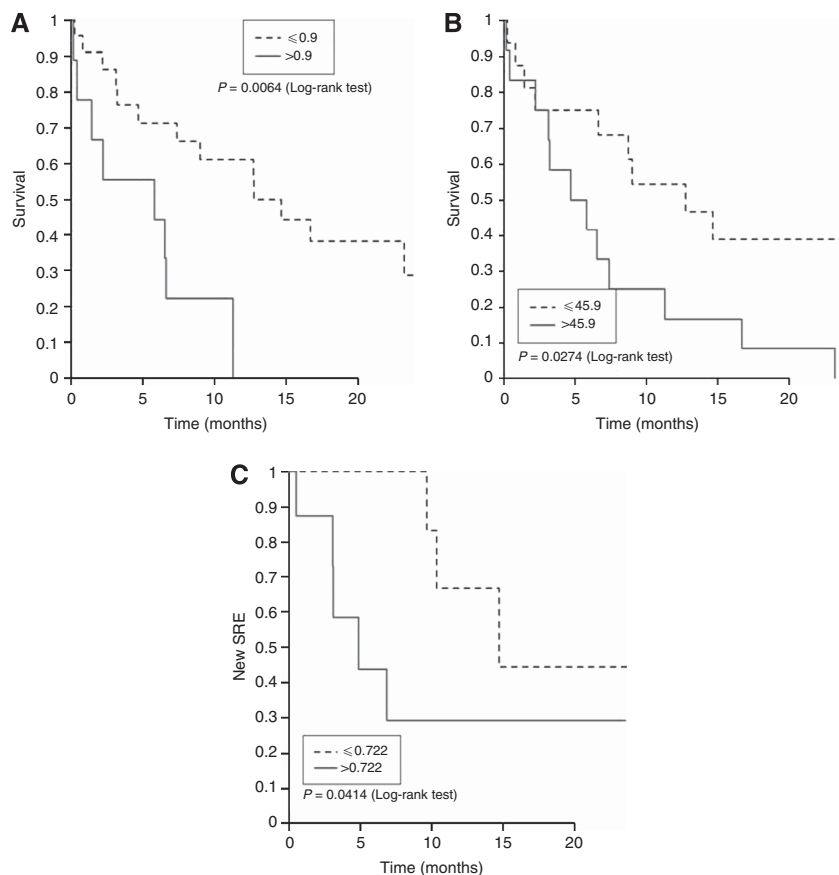 A
1
0.9
0.8
0.7
0.6
0.5
0.4
0.3
0.2
0.1
0
Survival
⩽0.9
>0.9
P = 0.0064 (Log-rank test)
0 5 10 15 20
Time (months)
B
1
0.9
0.8
0.7
0.6
0.5
0.4
0.3
0.2
0.1
0
Survival
⩽45.9
>45.9
P = 0.0274 (Log-rank test)
0 5 10 15 20
Time (months)
C
1
0.9
0.8
0.7
0.6
0.5
0.4
0.3
0.2
0.1
0
New SRE
⩽0.722
>0.722
P = 0.0414 (Log-rank test)
0 5 10 15 20
Time (months)